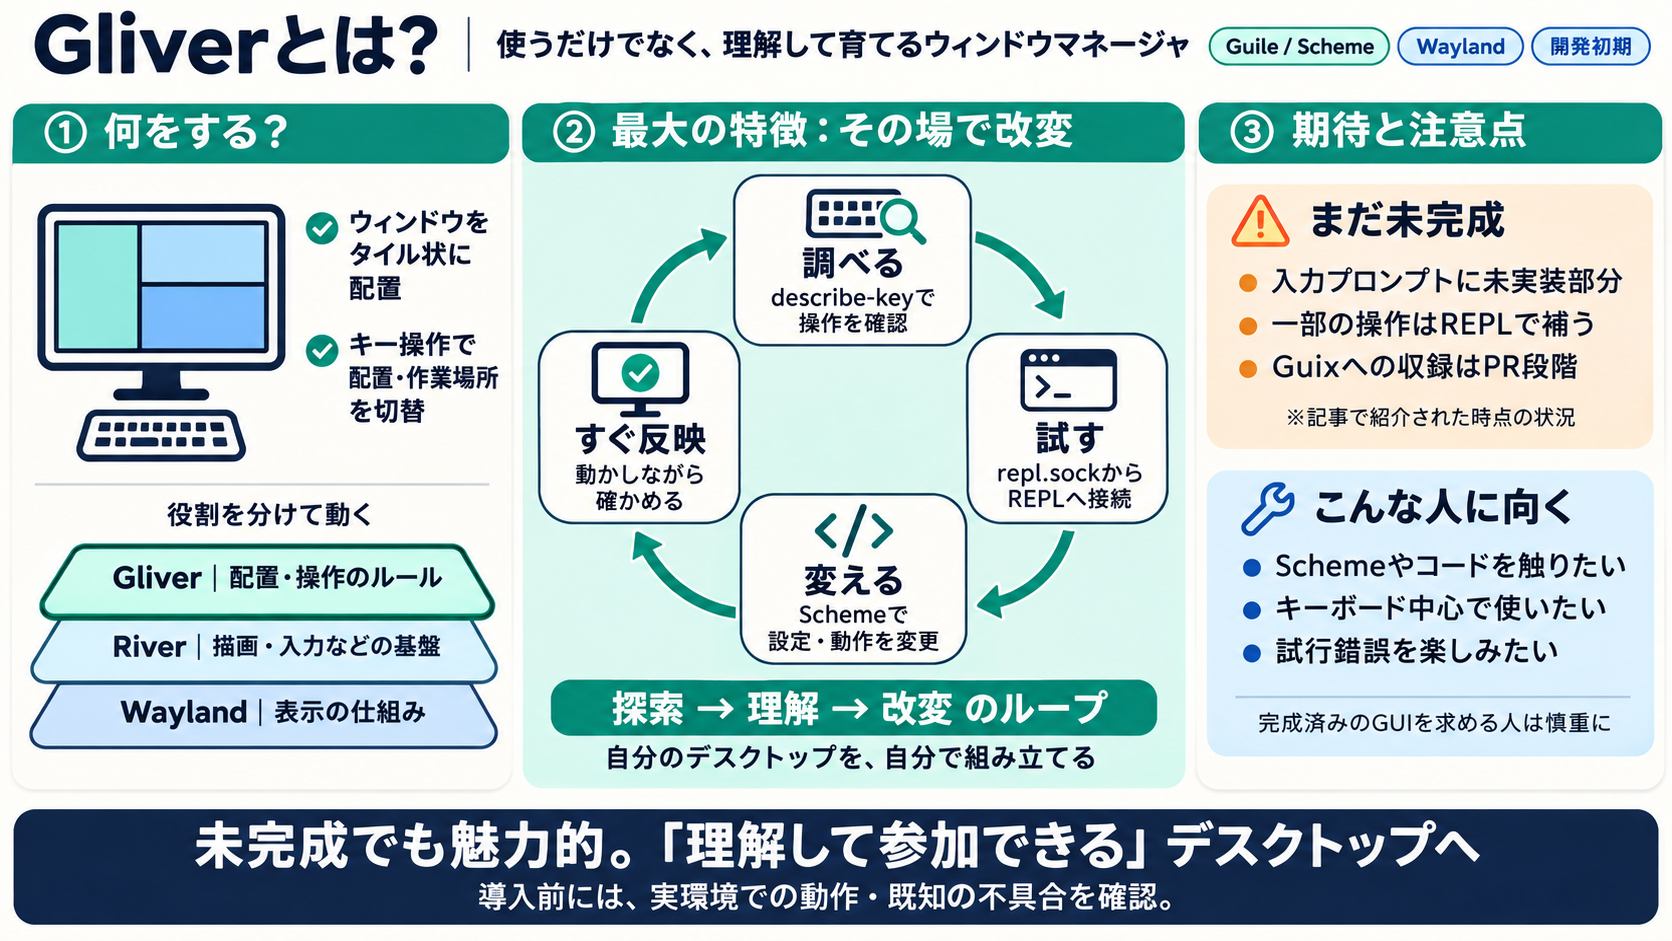 Gliverとは?
使うだけでなく、理解して育てるウィンドウマネージャ
Guile / Scheme
Wayland
開発初期
① 何をする?
ウィンドウを
タイル状に
配置
キー操作で
配置・作業場所
を切替
役割を分けて動く
Gliver｜配置・操作のルール
River｜描画・入力などの基盤
Wayland｜表示の仕組み
② 最大の特徴：その場で改変
調べる
describe-keyで
操作を確認
試す
repl.sockから
REPLへ接続
変える
Schemeで
設定・動作を変更
すぐ反映
動かしながら
確かめる
探索 → 理解 → 改変 のループ
自分のデスクトップを、自分で組み立てる
③ 期待と注意点
まだ未完成
入力プロンプトに未実装部分
一部の操作はREPLで補う
Guixへの収録はPR段階
※記事で紹介された時点の状況
こんな人に向く
Schemeやコードを触りたい
キーボード中心で使いたい
試行錯誤を楽しみたい
完成済みのGUIを求める人は慎重に
未完成でも魅力的。「理解して参加できる」デスクトップへ
導入前には、実環境での動作・既知の不具合を確認。